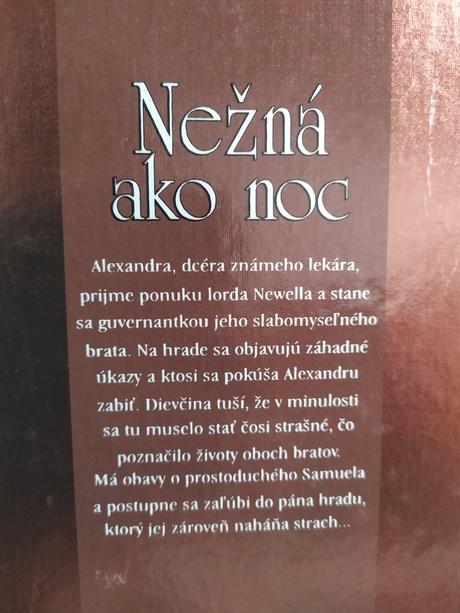 Nežná
ako noc
Alexandra, dcéra známeho lekára,
prijme ponuku lorda Newella a stane
sa guvernantkou jeho slabomyseľného
brata. Na hrade sa objavujú záhadné
úkazy a ktosi sa pokúša Alexandru
zabiť. Dievčina tuší, že v minulosti
sa tu muselo stať čosi strašné, čo
poznačilo životy oboch bratov.
Má obavy o prostoduchého Samuela
a postupne sa zaľúbi do pána hradu,
ktorý jej zároveň naháňa strach...